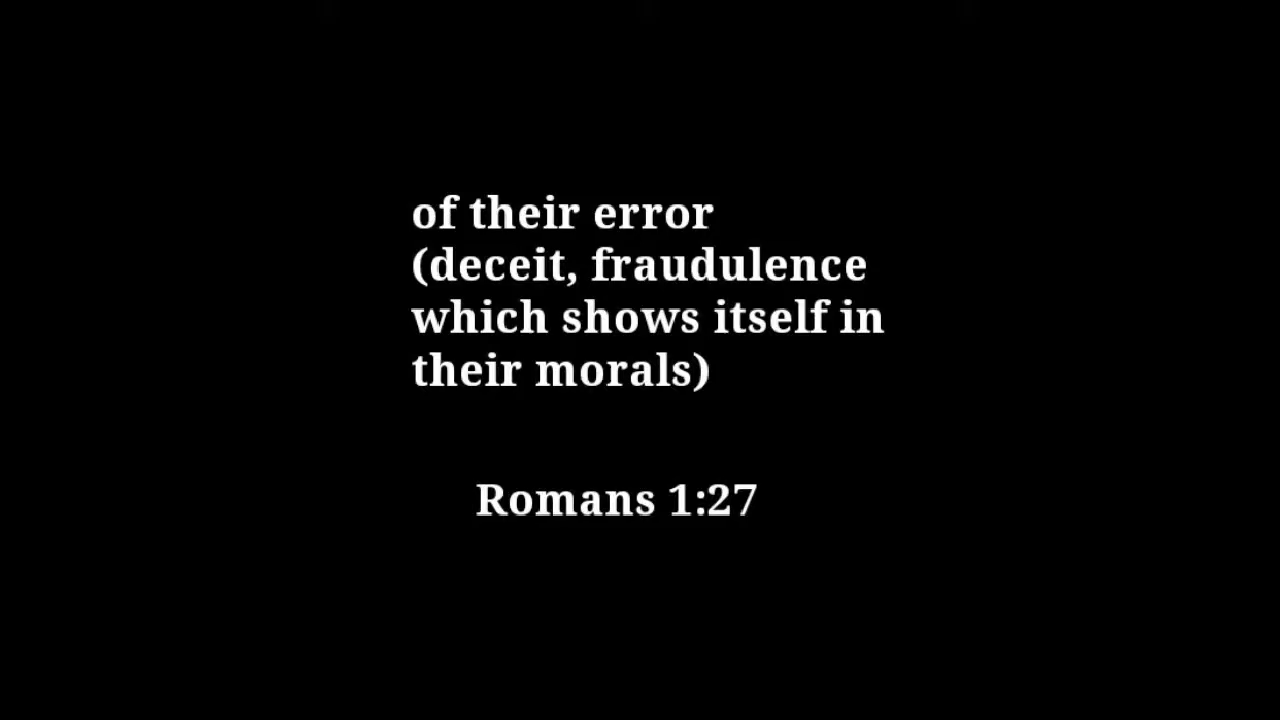 of their error
(deceit, fraudulence
which shows itself in
their morals)
Romans 1:27